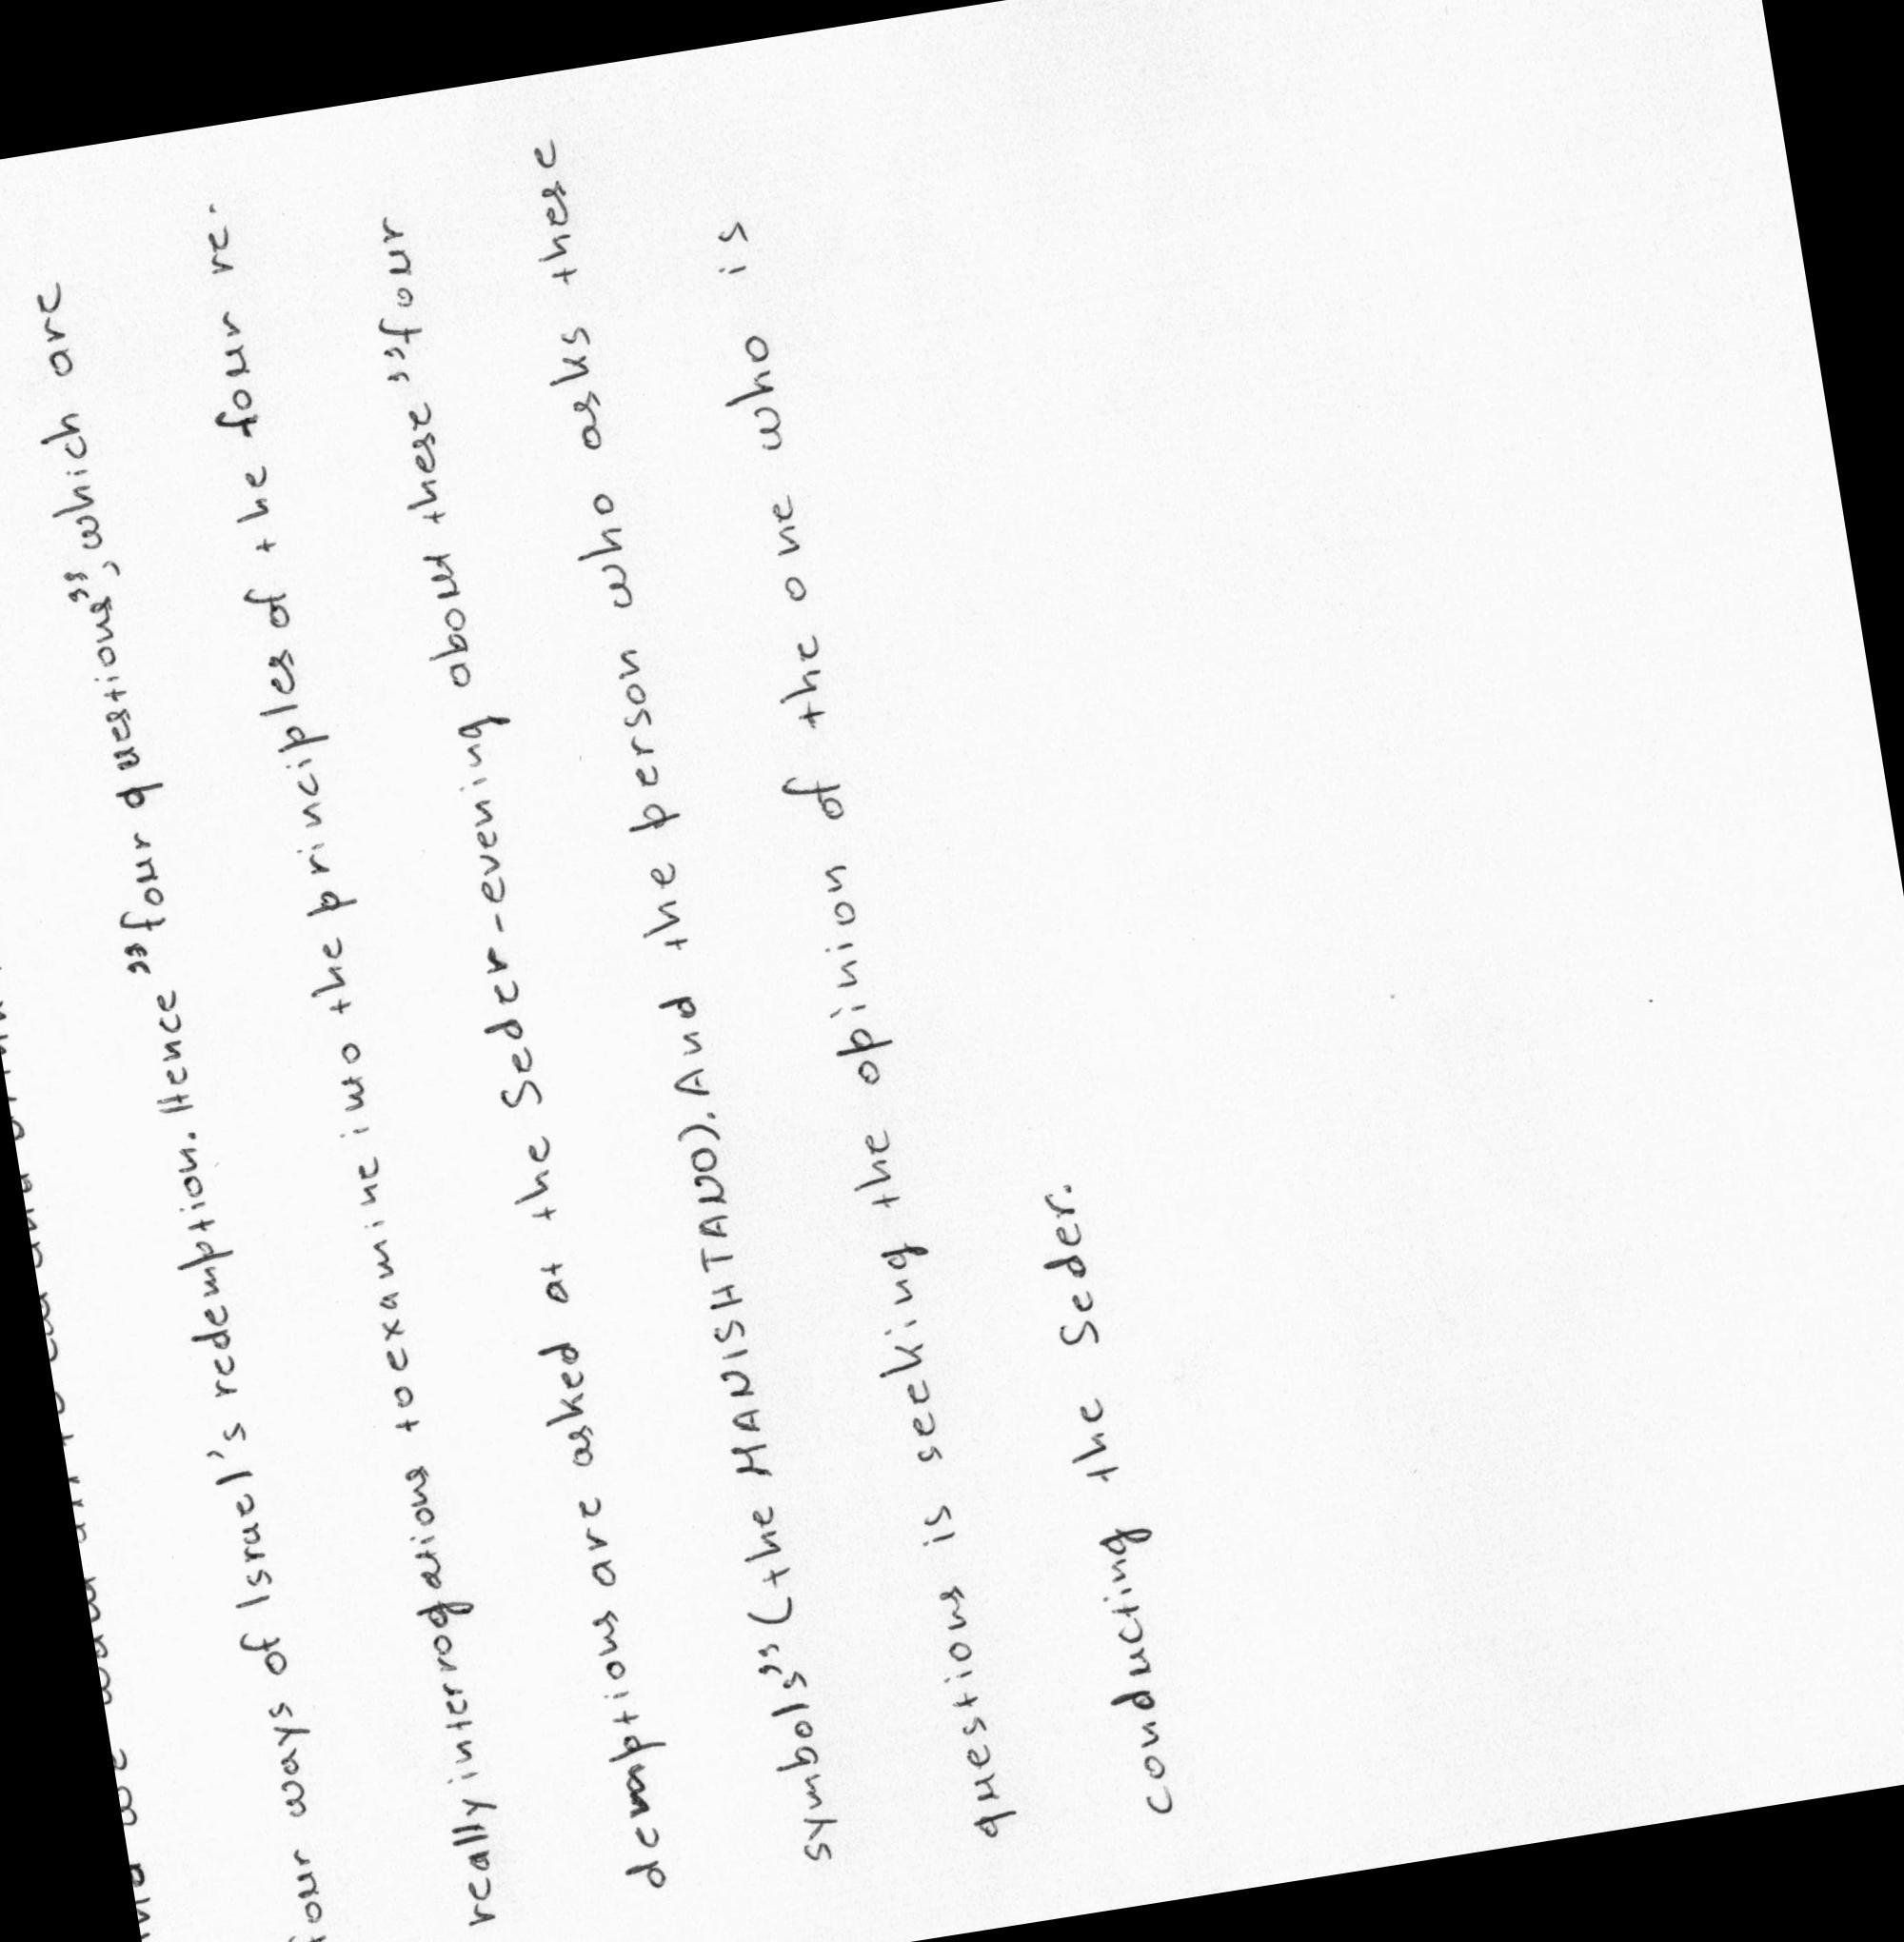 four ways of Israel's redemption. Hence "four questions", which are
really interrogations to examine into the principles of the four re-
demptions are asked at the Seder-evening about these "four
symbols" (the MANISHTANO). And the person who asks these
questions is seeking the opinion of the one who is
conducting the Seder.